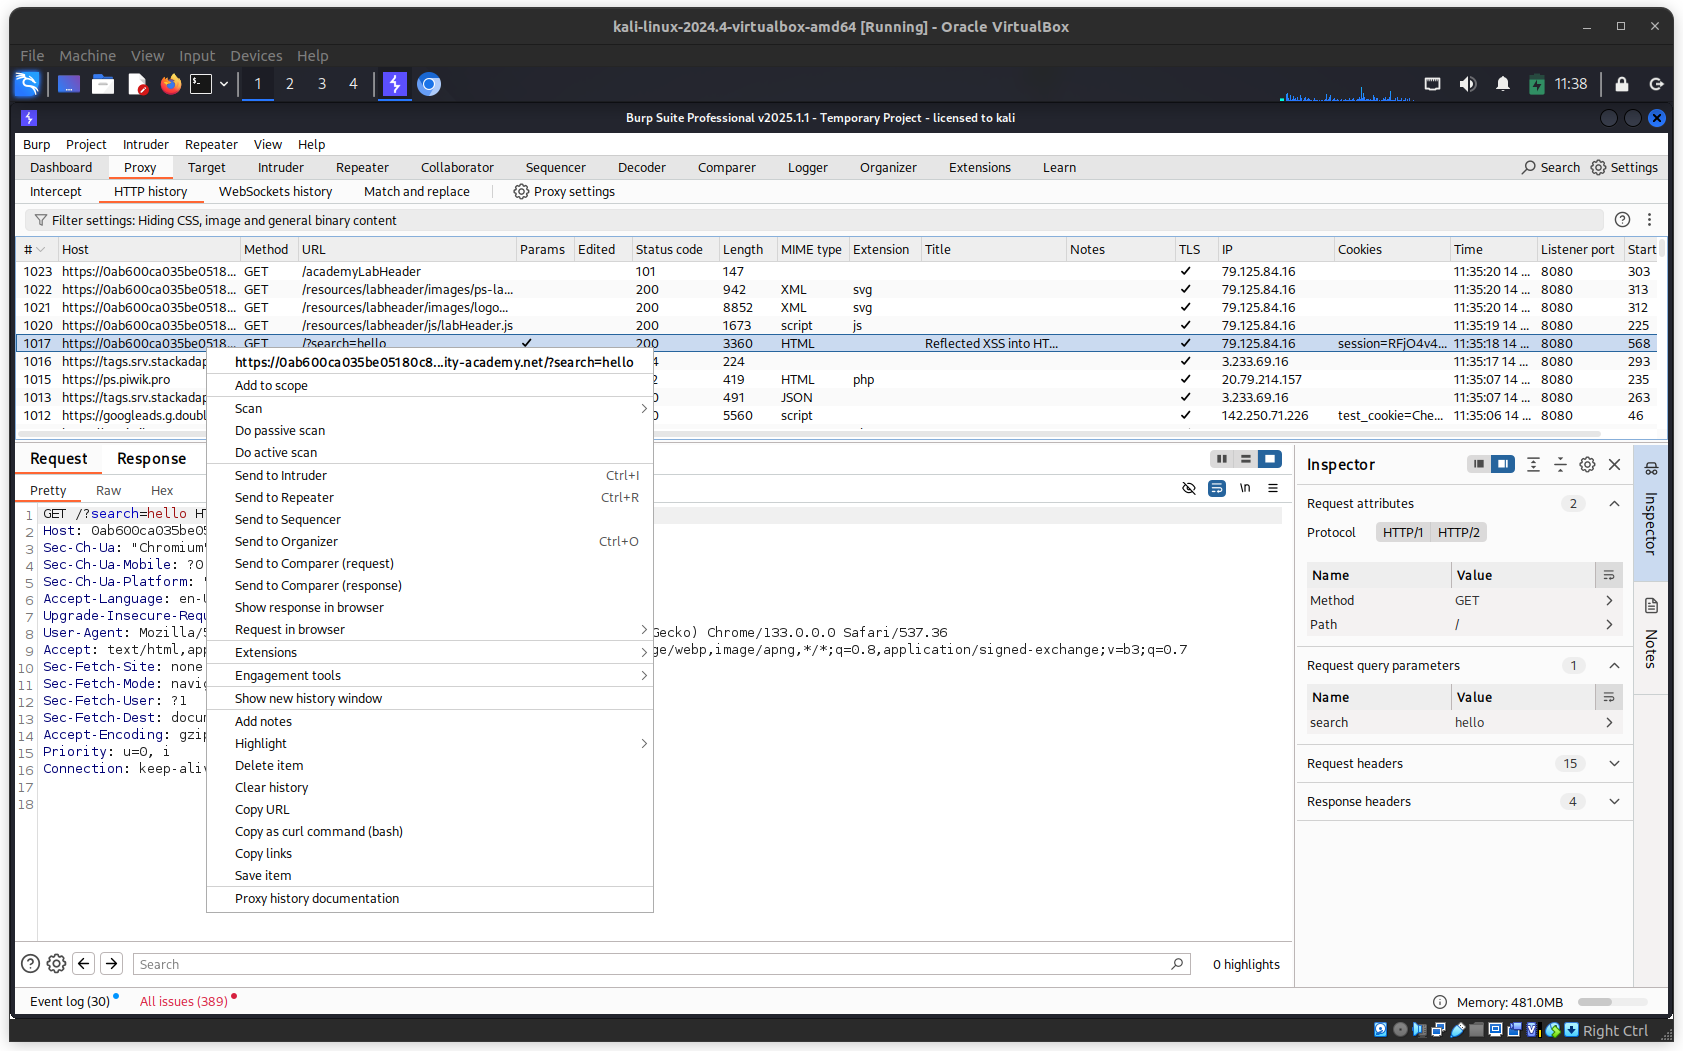 kali-linux-2024.4-virtualbox-amd64 [Running] - Oracle VirtualBox
File Machine View Input Devices Help
1 2 3 4 11:38
Burp Suite Professional v2025.1.1 - Temporary Project - licensed to kali
Burp Project Intruder Repeater View Help
Dashboard Proxy Target Intruder Repeater Collaborator Sequencer Decoder Comparer Logger Organizer Extensions Learn Search Settings
Intercept HTTP history WebSockets history Match and replace Proxy settings
Filter settings: Hiding CSS, image and general binary content
# Host Method URL Params Edited Status code Length MIME type Extension Title Notes TLS IP Cookies Time Listener port Start
1023 https://0ab600ca035be0518... GET /academyLabHeader 101 147 79.125.84.16 11:35:20 14 ... 8080 303
1022 https://0ab600ca035be0518... GET /resources/labheader/images/ps-la... 200 942 XML svg 79.125.84.16 11:35:20 14 ... 8080 313
1021 https://0ab600ca035be0518... GET /resources/labheader/images/logo... 200 8852 XML svg 79.125.84.16 11:35:20 14 ... 8080 312
1020 https://0ab600ca035be0518... GET /resources/labheader/js/labHeader.js 200 1673 script js 79.125.84.16 11:35:19 14 ... 8080 225
1017 https://0ab600ca035be0518... GET /?search=hello 200 3360 HTML Reflected XSS into HT... 79.125.84.16 session=RFjO4v4... 11:35:18 14 ... 8080 568
1016 https://tags.srv.stackadap 4 224 3.233.69.16 11:35:17 14 ... 8080 293
1015 https://ps.piwik.pro 2 419 HTML php 20.79.214.157 11:35:07 14 ... 8080 235
1013 https://tags.srv.stackadap 0 491 JSON 3.233.69.16 11:35:07 14 ... 8080 263
1012 https://googleads.g.doubl 0 5560 script 142.250.71.226 test_cookie=Che... 11:35:06 14 ... 8080 46
https://0ab600ca035be05180c8...ity-academy.net/?search=hello
Add to scope
Scan
Do passive scan
Do active scan
Send to Intruder Ctrl+I
Send to Repeater Ctrl+R
Send to Sequencer
Send to Organizer Ctrl+O
Send to Comparer (request)
Send to Comparer (response)
Show response in browser
Request in browser
Extensions
Engagement tools
Show new history window
Add notes
Highlight
Delete item
Clear history
Copy URL
Copy as curl command (bash)
Copy links
Save item
Proxy history documentation
Request Response
Pretty Raw Hex
\n
1 GET /?search=hello H
2 Host: 0ab600ca035be05
3 Sec-Ch-Ua: "Chromium"
4 Sec-Ch-Ua-Mobile: ?0
5 Sec-Ch-Ua-Platform: "
6 Accept-Language: en-U
7 Upgrade-Insecure-Requ
8 User-Agent: Mozilla/5 Gecko) Chrome/133.0.0.0 Safari/537.36
9 Accept: text/html,app ge/webp,image/apng,*/*;q=0.8,application/signed-exchange;v=b3;q=0.7
10 Sec-Fetch-Site: none
11 Sec-Fetch-Mode: navig
12 Sec-Fetch-User: ?1
13 Sec-Fetch-Dest: docum
14 Accept-Encoding: gzip
15 Priority: u=0, i
16 Connection: keep-aliv
17
18
Inspector
Request attributes 2
Protocol HTTP/1 HTTP/2
Name Value
Method GET
Path /
Request query parameters 1
Name Value
search hello
Request headers 15
Response headers 4
Inspector
Notes
Search 0 highlights
Event log (30) All issues (389) Memory: 481.0MB
Right Ctrl